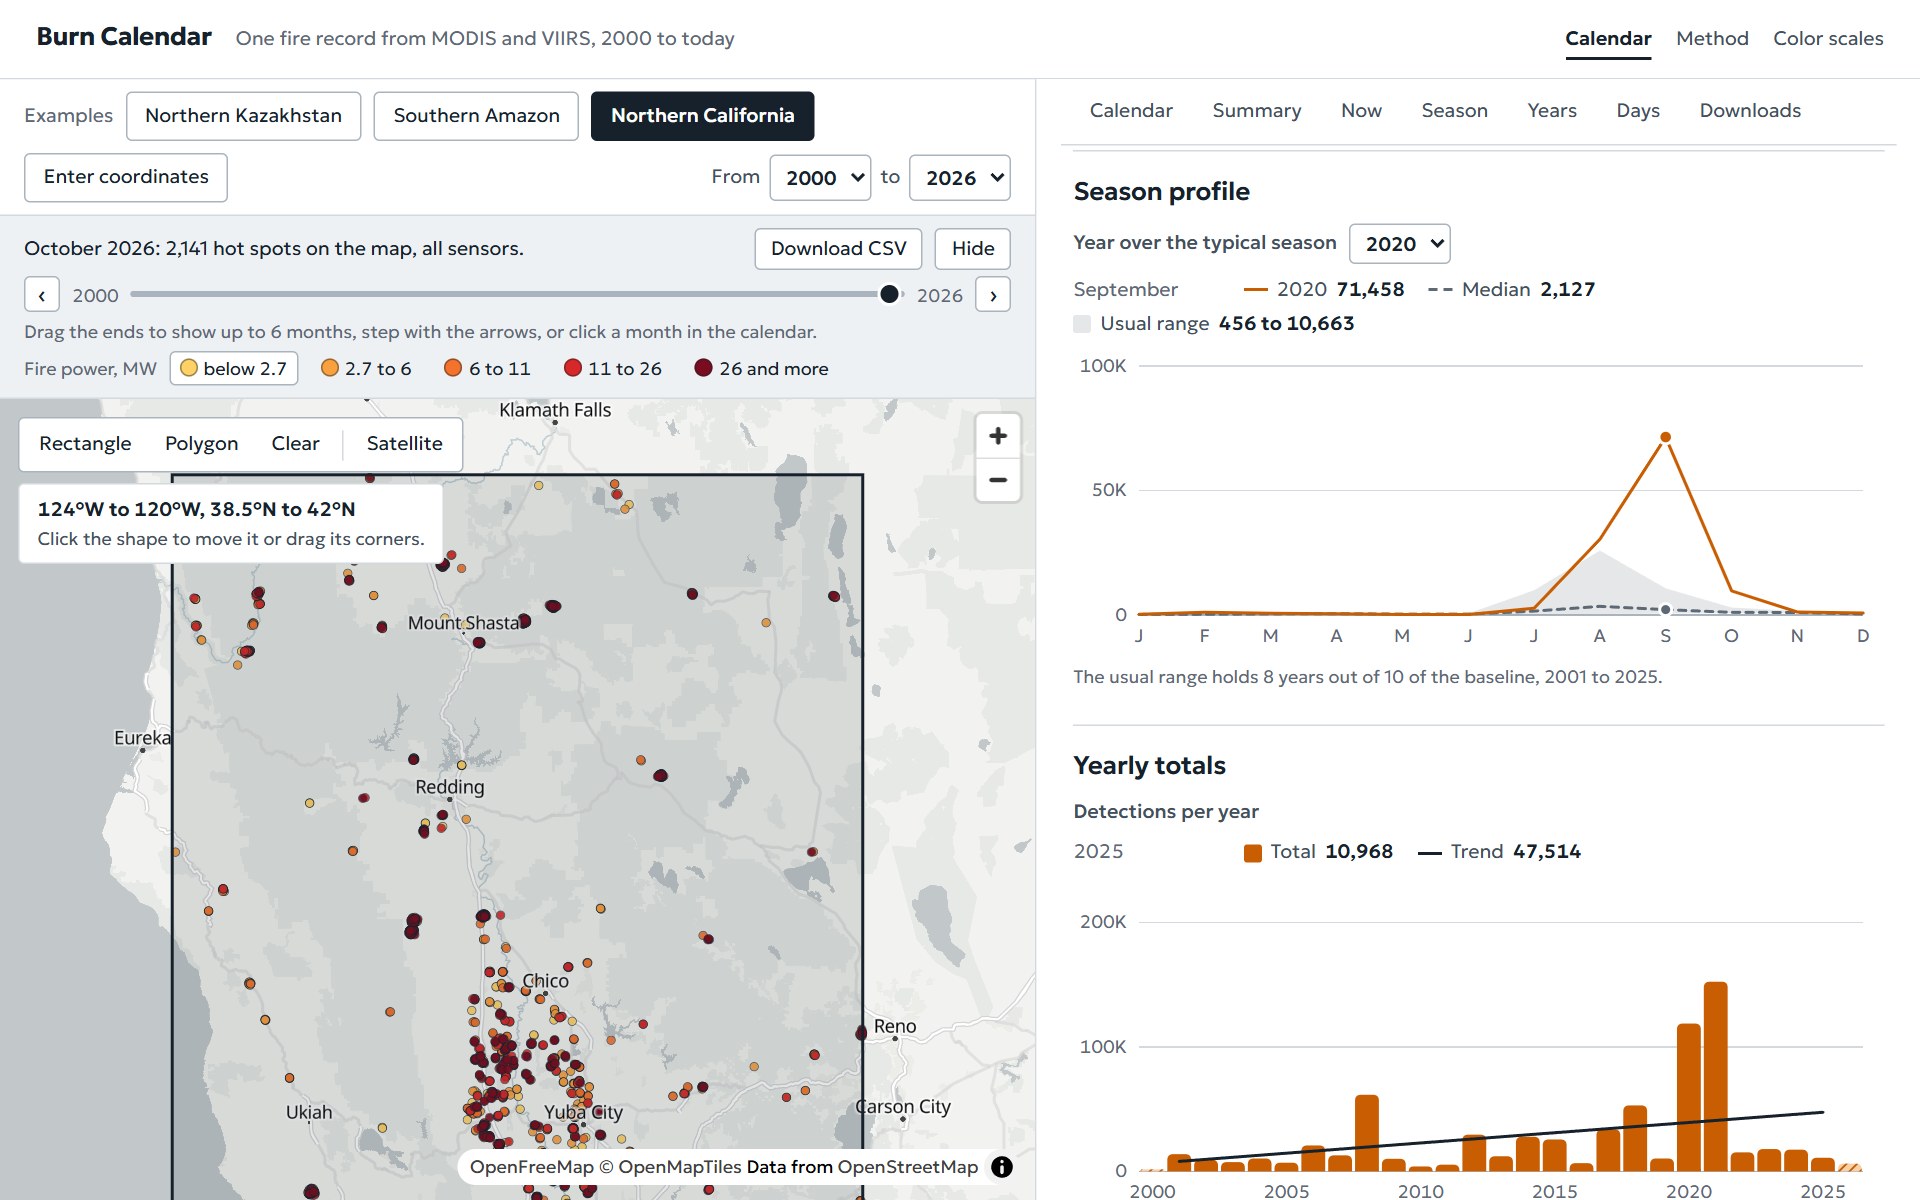 Burn Calendar
One fire record from MODIS and VIIRS, 2000 to today
Calendar
Method
Color scales
Examples
Northern Kazakhstan
Southern Amazon
Northern California
Enter coordinates
From
2000
to
2026
October 2026: 2,141 hot spots on the map, all sensors.
Download CSV
Hide
‹
2000
2026
›
Drag the ends to show up to 6 months, step with the arrows, or click a month in the calendar.
Fire power, MW
below 2.7
2.7 to 6
6 to 11
11 to 26
26 and more
Rectangle
Polygon
Clear
Satellite
124°W to 120°W, 38.5°N to 42°N
Click the shape to move it or drag its corners.
+
−
Klamath Falls
Mount Shasta
Eureka
Redding
Chico
Reno
Ukiah
Yuba City
Carson City
OpenFreeMap © OpenMapTiles Data from OpenStreetMap
Calendar
Summary
Now
Season
Years
Days
Downloads
Season profile
Year over the typical season
2020
September
2020 71,458
Median 2,127
Usual range 456 to 10,663
100K
50K
0
J F M A M J J A S O N D
The usual range holds 8 years out of 10 of the baseline, 2001 to 2025.
Yearly totals
Detections per year
2025
Total 10,968
Trend 47,514
200K
100K
0
2000 2005 2010 2015 2020 2025